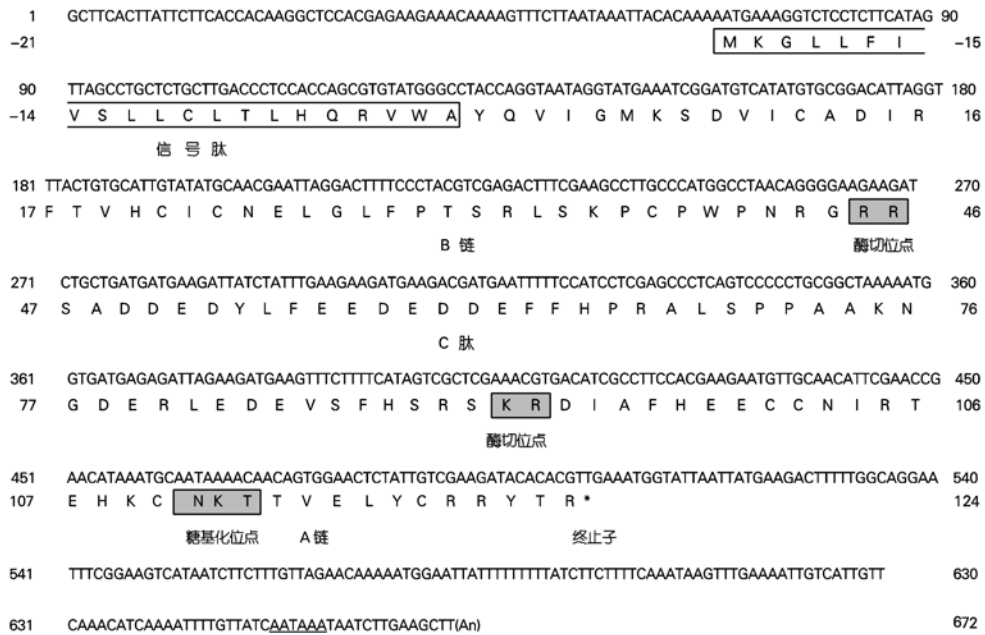 1 GCTTCACTTATTCTTCACCACAAGGCTCCACGAGAAGAAACAAAAGTTTCTTAATAAATTACACAAAAATGAAAGGTCTCCTCTTCATAG 90
-21 M K G L L F I -15
90 TTAGCCTGCTCTGCTTGACCCTCCACCAGCGTGTATGGGCCTACCAGGTAATAGGTATGAAATCGGATGTCATATGTGCGGACATTAGGT 180
-14 V S L L C L T L H Q R V W A Y Q V I G M K S D V I C A D I R 16
信 号 肽
181 TTACTGTGCATTGTATATGCAACGAATTAGGACTTTTCCCTACGTCGAGACTTTCGAAGCCTTGCCCATGGCCTAACAGGGGAAGAAGAT 270
17 F T V H C I C N E L G L F P T S R L S K P C P W P N R G R R 46
B 链 酶切位点
271 CTGCTGATGATGAAGATTATCTATTTGAAGAAGATGAAGACGATGAATTTTTCCATCCTCGAGCCCTCAGTCCCCCTGCGGCTAAAAATG 360
47 S A D D E D Y L F E E D E D D E F F H P R A L S P P A A K N 76
C 肽
361 GTGATGAGAGATTAGAAGATGAAGTTTCTTTTCATAGTCGCTCGAAACGTGACATCGCCTTCCACGAAGAATGTTGCAACATTCGAACCG 450
77 G D E R L E D E V S F H S R S K R D I A F H E E C C N I R T 106
酶切位点
451 AACATAAATGCAATAAAACAACAGTGGAACTCTATTGTCGAAGATACACACGTTGAAATGGTATTAATTATGAAGACTTTTTGGCAGGAA 540
107 E H K C N K T T V E L Y C R R Y T R * 124
糖基化位点 A 链 终止子
541 TTTCGGAAGTCATAATCTTCTTTGTTAGAACAAAAATGGAATTATTTTTTTTTTATCTTCTTTTCAAATAAGTTTGAAAATTGTCATTGTT 630
631 CAAACATCAAAATTTTGTTATCAATAAATAATCTTGAAGCTT(An) 672